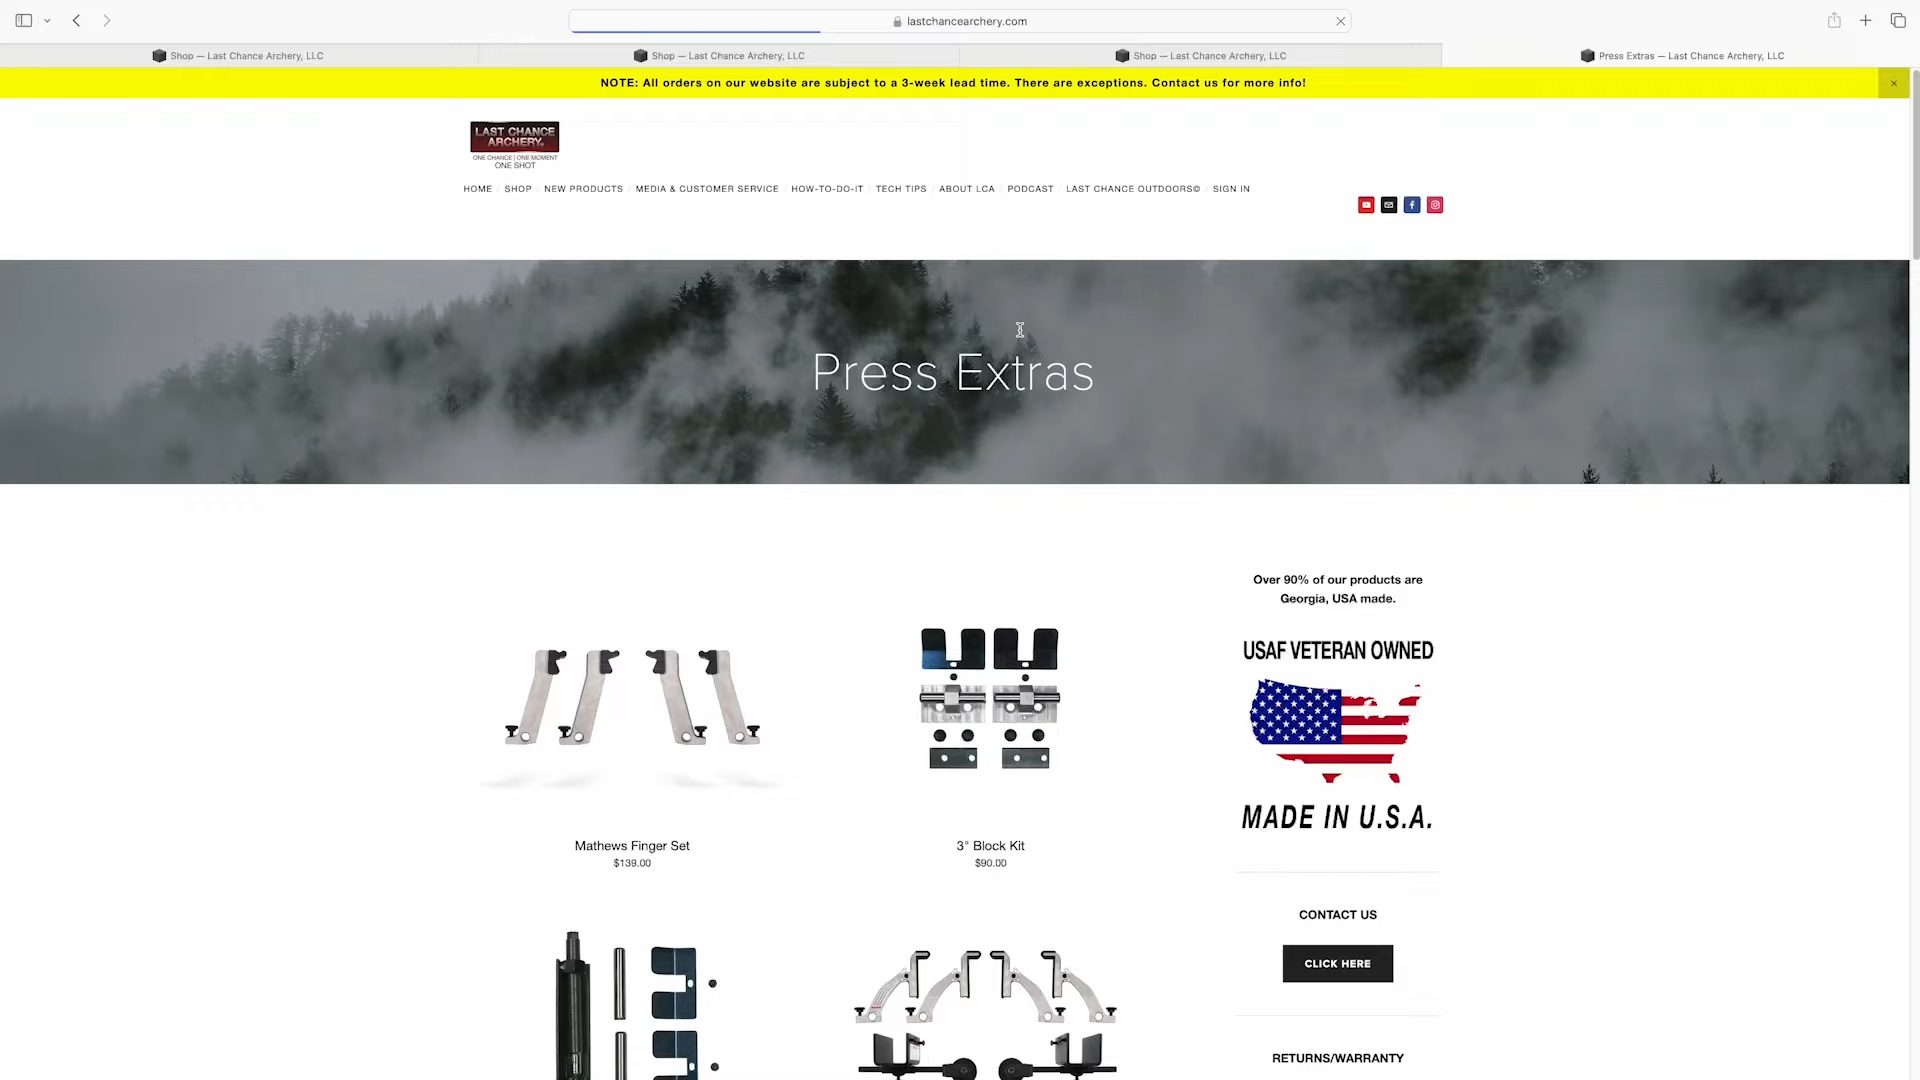 lastchancearchery.com
Shop — Last Chance Archery, LLC
Shop — Last Chance Archery, LLC
Shop — Last Chance Archery, LLC
Press Extras — Last Chance Archery, LLC
NOTE: All orders on our website are subject to a 3-week lead time. There are exceptions. Contact us for more info!
LAST CHANCE
ARCHERY
ONE CHANCE | ONE MOMENT
ONE SHOT
HOME / SHOP / NEW PRODUCTS / MEDIA & CUSTOMER SERVICE / HOW-TO-DO-IT / TECH TIPS / ABOUT LCA / PODCAST / LAST CHANCE OUTDOORS© / SIGN IN
Press Extras
Over 90% of our products are
Georgia, USA made.
USAF VETERAN OWNED
MADE IN U.S.A.
Mathews Finger Set
$139.00
3" Block Kit
$90.00
CONTACT US
CLICK HERE
RETURNS/WARRANTY